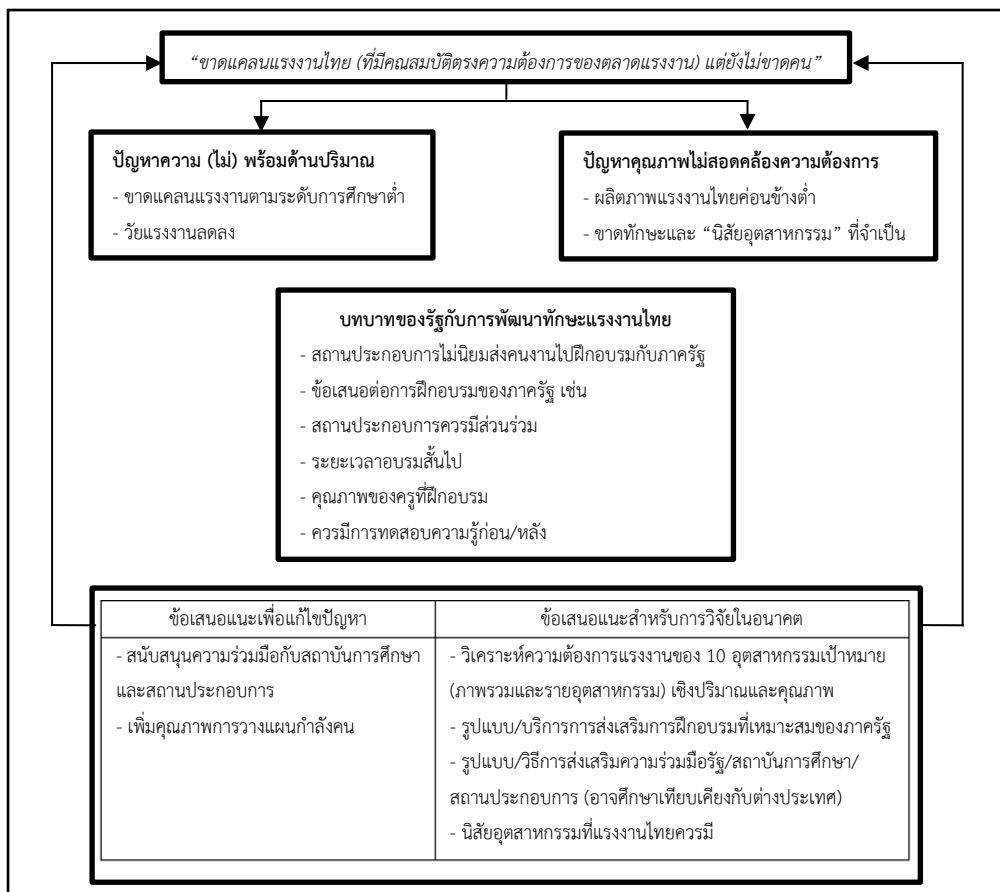 “ขาดแคลนแรงงานไทย (ที่มีคุณสมบัติตรงความต้องการของตลาดแรงงาน) แต่ยังไม่ขาดคน”
ปัญหาความ (ไม่) พร้อมด้านปริมาณ
- ขาดแคลนแรงงานตามระดับการศึกษาต่ำ
- วัยแรงงานลดลง
ปัญหาคุณภาพไม่สอดคล้องความต้องการ
- ผลิตภาพแรงงานไทยค่อนข้างต่ำ
- ขาดทักษะและ “นิสัยอุตสาหกรรม” ที่จำเป็น
บทบาทของรัฐกับการพัฒนาทักษะแรงงานไทย
- สถานประกอบการไม่นิยมส่งคนงานไปฝึกอบรมกับภาครัฐ
- ข้อเสนอต่อการฝึกอบรมของภาครัฐ เช่น
- สถานประกอบการควรมีส่วนร่วม
- ระยะเวลาอบรมสั้นไป
- คุณภาพของครูที่ฝึกอบรม
- ควรมีการทดสอบความรู้ก่อน/หลัง
ข้อเสนอแนะเพื่อแก้ไขปัญหา
- สนับสนุนความร่วมมือกับสถาบันการศึกษา
และสถานประกอบการ
- เพิ่มคุณภาพการวางแผนกำลังคน
ข้อเสนอแนะสำหรับการวิจัยในอนาคต
- วิเคราะห์ความต้องการแรงงานของ 10 อุตสาหกรรมเป้าหมาย
(ภาพรวมและรายอุตสาหกรรม) เชิงปริมาณและคุณภาพ
- รูปแบบ/บริการการส่งเสริมการฝึกอบรมที่เหมาะสมของภาครัฐ
- รูปแบบ/วิธีการส่งเสริมความร่วมมือรัฐ/สถาบันการศึกษา/
สถานประกอบการ (อาจศึกษาเทียบเคียงกับต่างประเทศ)
- นิสัยอุตสาหกรรมที่แรงงานไทยควรมี